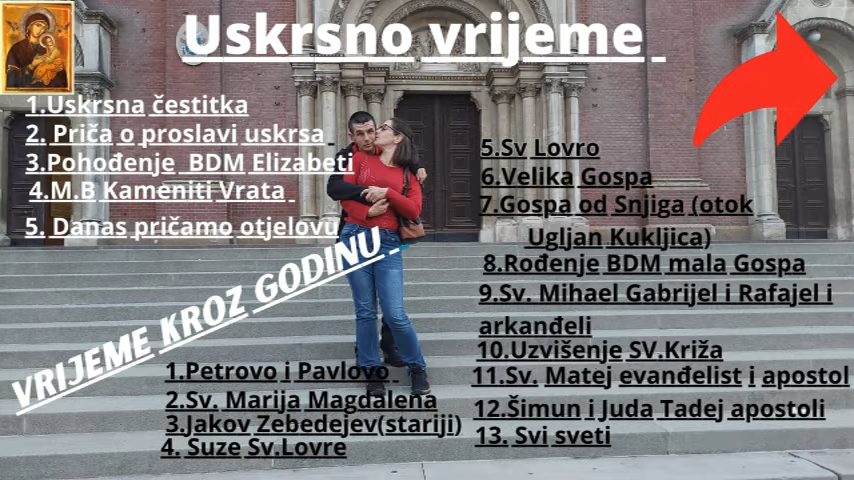 Uskrsno vrijeme
1.Uskrsna čestitka
2. Priča o proslavi uskrsa
3.Pohođenje BDM Elizabeti
4.M.B Kameniti Vrata
5. Danas pričamo otjelovu
VRIJEME KROZ GODINU -
1.Petrovo i Pavlovo
2.Sv. Marija Magdalena
3.Jakov Zebedejev(stariji)
4. Suze Sv.Lovre
5.Sv Lovro
6.Velika Gospa
7.Gospa od Snjiga (otok
Ugljan Kukljica)
8.Rođenje BDM mala Gospa
9.Sv. Mihael Gabrijel i Rafajel i
arkanđeli
10.Uzvišenje SV.Križa
11.Sv. Matej evanđelist i apostol
12.Šimun i Juda Tadej apostoli
13. Svi sveti